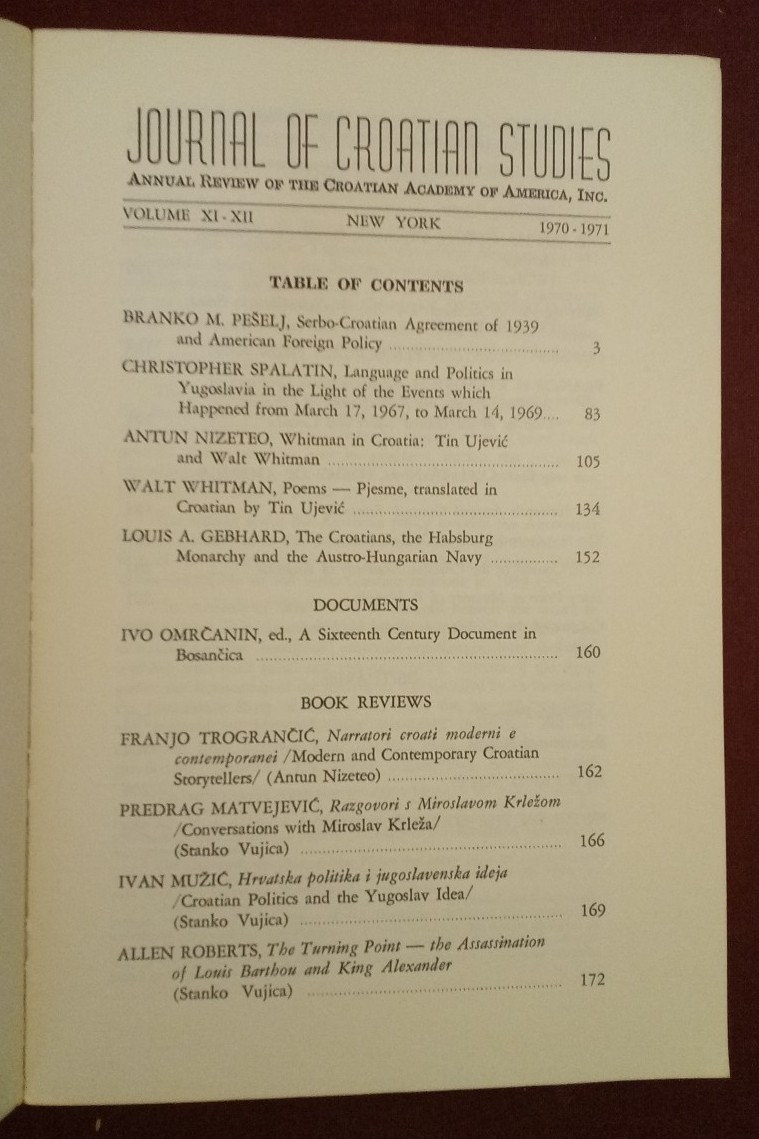 JOURNAL OF CROATIAN STUDIES
ANNUAL REVIEW OF THE CROATIAN ACADEMY OF AMERICA, INC.
VOLUME XI - XII NEW YORK 1970 - 1971
TABLE OF CONTENTS
BRANKO M. PEŠELJ, Serbo-Croatian Agreement of 1939
and American Foreign Policy ........................................ 3
CHRISTOPHER SPALATIN, Language and Politics in
Yugoslavia in the Light of the Events which
Happened from March 17, 1967, to March 14, 1969.... 83
ANTUN NIZETEO, Whitman in Croatia: Tin Ujević
and Walt Whitman ........................................ 105
WALT WHITMAN, Poems — Pjesme, translated in
Croatian by Tin Ujević ........................................ 134
LOUIS A. GEBHARD, The Croatians, the Habsburg
Monarchy and the Austro-Hungarian Navy ............... 152
DOCUMENTS
IVO OMRČANIN, ed., A Sixteenth Century Document in
Bosančica ........................................ 160
BOOK REVIEWS
FRANJO TROGRANČIĆ, Narratori croati moderni e
contemporanei /Modern and Contemporary Croatian
Storytellers/ (Antun Nizeteo) ........................................ 162
PREDRAG MATVEJEVIĆ, Razgovori s Miroslavom Krležom
/Conversations with Miroslav Krleža/
(Stanko Vujica) ........................................ 166
IVAN MUŽIĆ, Hrvatska politika i jugoslavenska ideja
/Croatian Politics and the Yugoslav Idea/
(Stanko Vujica) ........................................ 169
ALLEN ROBERTS, The Turning Point — the Assassination
of Louis Barthou and King Alexander
(Stanko Vujica) ........................................ 172